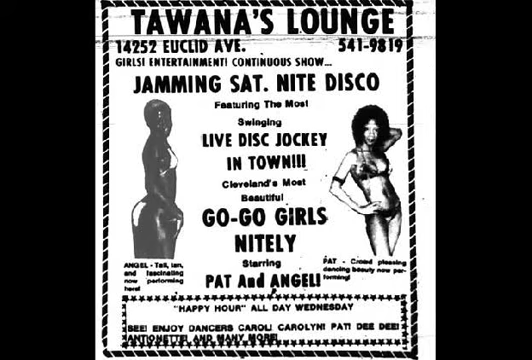 TAWANA'S LOUNGE
14252 EUCLID AVE. 541-9819
GIRLS! ENTERTAINMENT! CONTINUOUS SHOW...
JAMMING SAT. NITE DISCO
Featuring The Most
Swinging
LIVE DISC JOCKEY
IN TOWN!!!
Cleveland's Most
Beautiful
GO-GO GIRLS
NITELY
Starring
PAT And ANGEL!
ANGEL - Tall, tan,
and fascinating
now performing
here!
PAT - Crowd pleasing
dancing beauty now per-
forming!
"HAPPY HOUR" ALL DAY WEDNESDAY
SEE! ENJOY DANCERS CAROL! CAROLYN! PAT! DEE DEE!
ANTIONETTE! AND MANY MORE!